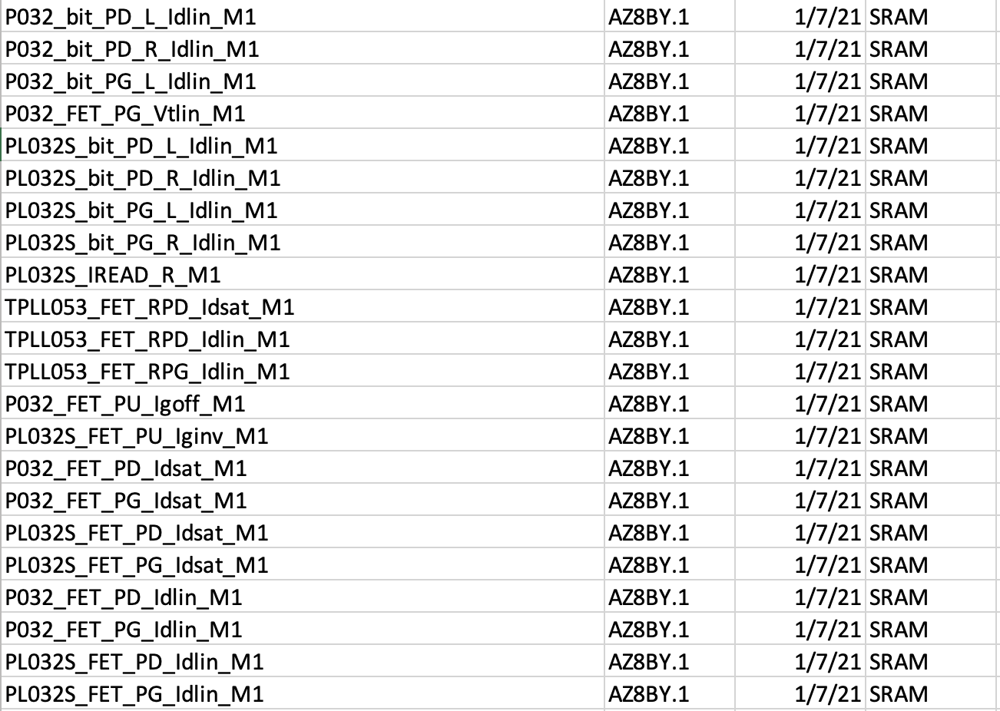 P032_bit_PD_L_Idlin_M1 AZ8BY.1 1/7/21 SRAM
P032_bit_PD_R_Idlin_M1 AZ8BY.1 1/7/21 SRAM
P032_bit_PG_L_Idlin_M1 AZ8BY.1 1/7/21 SRAM
P032_FET_PG_Vtlin_M1 AZ8BY.1 1/7/21 SRAM
PL032S_bit_PD_L_Idlin_M1 AZ8BY.1 1/7/21 SRAM
PL032S_bit_PD_R_Idlin_M1 AZ8BY.1 1/7/21 SRAM
PL032S_bit_PG_L_Idlin_M1 AZ8BY.1 1/7/21 SRAM
PL032S_bit_PG_R_Idlin_M1 AZ8BY.1 1/7/21 SRAM
PL032S_IREAD_R_M1 AZ8BY.1 1/7/21 SRAM
TPLL053_FET_RPD_Idsat_M1 AZ8BY.1 1/7/21 SRAM
TPLL053_FET_RPD_Idlin_M1 AZ8BY.1 1/7/21 SRAM
TPLL053_FET_RPG_Idlin_M1 AZ8BY.1 1/7/21 SRAM
P032_FET_PU_Igoff_M1 AZ8BY.1 1/7/21 SRAM
PL032S_FET_PU_Iginv_M1 AZ8BY.1 1/7/21 SRAM
P032_FET_PD_Idsat_M1 AZ8BY.1 1/7/21 SRAM
P032_FET_PG_Idsat_M1 AZ8BY.1 1/7/21 SRAM
PL032S_FET_PD_Idsat_M1 AZ8BY.1 1/7/21 SRAM
PL032S_FET_PG_Idsat_M1 AZ8BY.1 1/7/21 SRAM
P032_FET_PD_Idlin_M1 AZ8BY.1 1/7/21 SRAM
P032_FET_PG_Idlin_M1 AZ8BY.1 1/7/21 SRAM
PL032S_FET_PD_Idlin_M1 AZ8BY.1 1/7/21 SRAM
PL032S_FET_PG_Idlin_M1 AZ8BY.1 1/7/21 SRAM